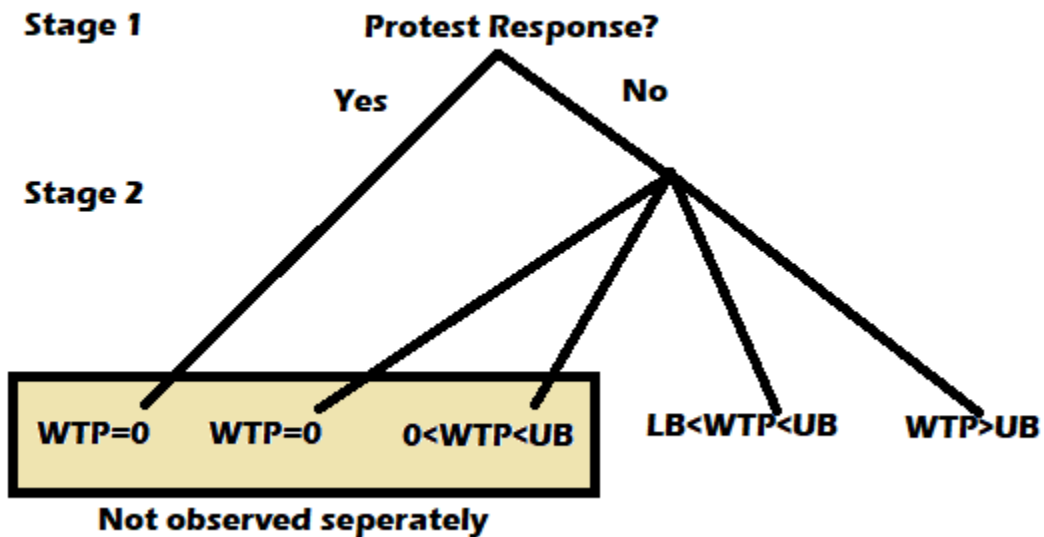 Stage 1
Protest Response?
Yes
No
Stage 2
WTP=0
WTP=0
0<WTP<UB
LB<WTP<UB
WTP>UB
Not observed seperately